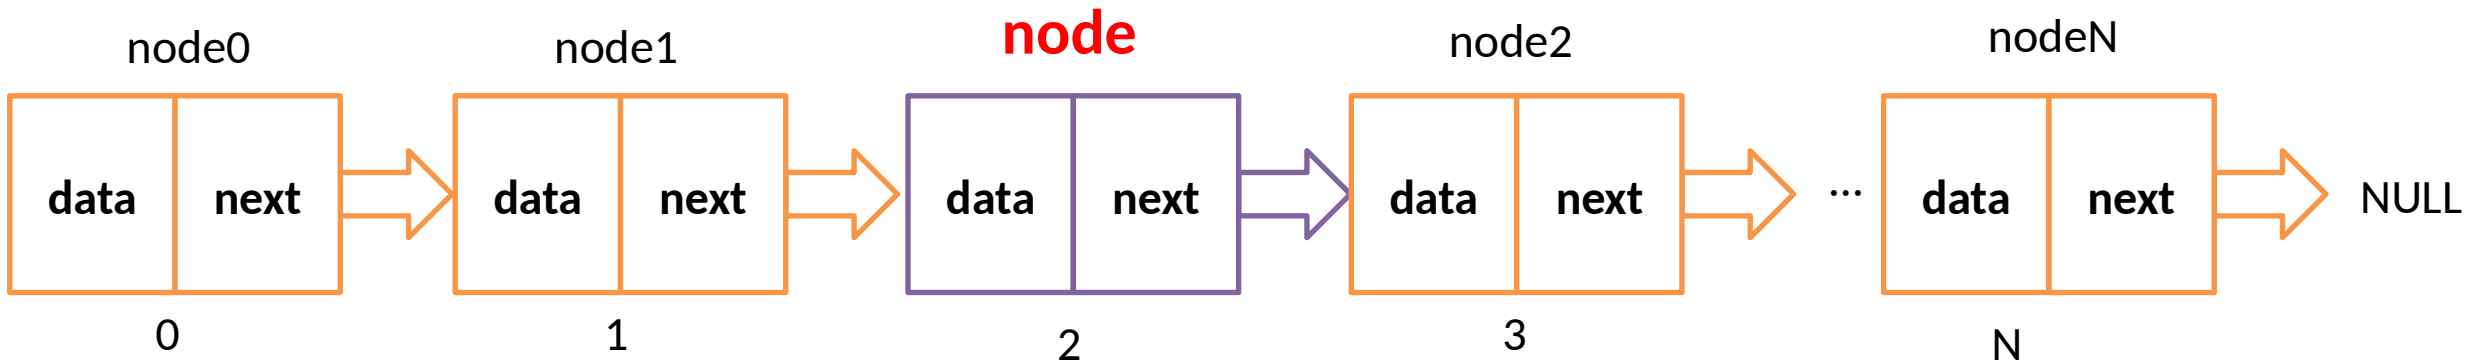 node0 node1 node node2 nodeN
data next data next data next data next ... data next NULL
0 1 2 3 N